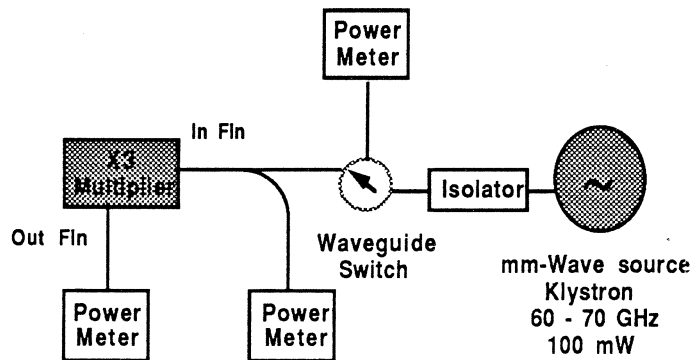 Power
Meter
In Fin
X3
Multiplier
Isolator
~
Out Fin
Waveguide
Switch
mm-Wave source
Klystron
60 - 70 GHz
100 mW
Power
Meter
Power
Meter